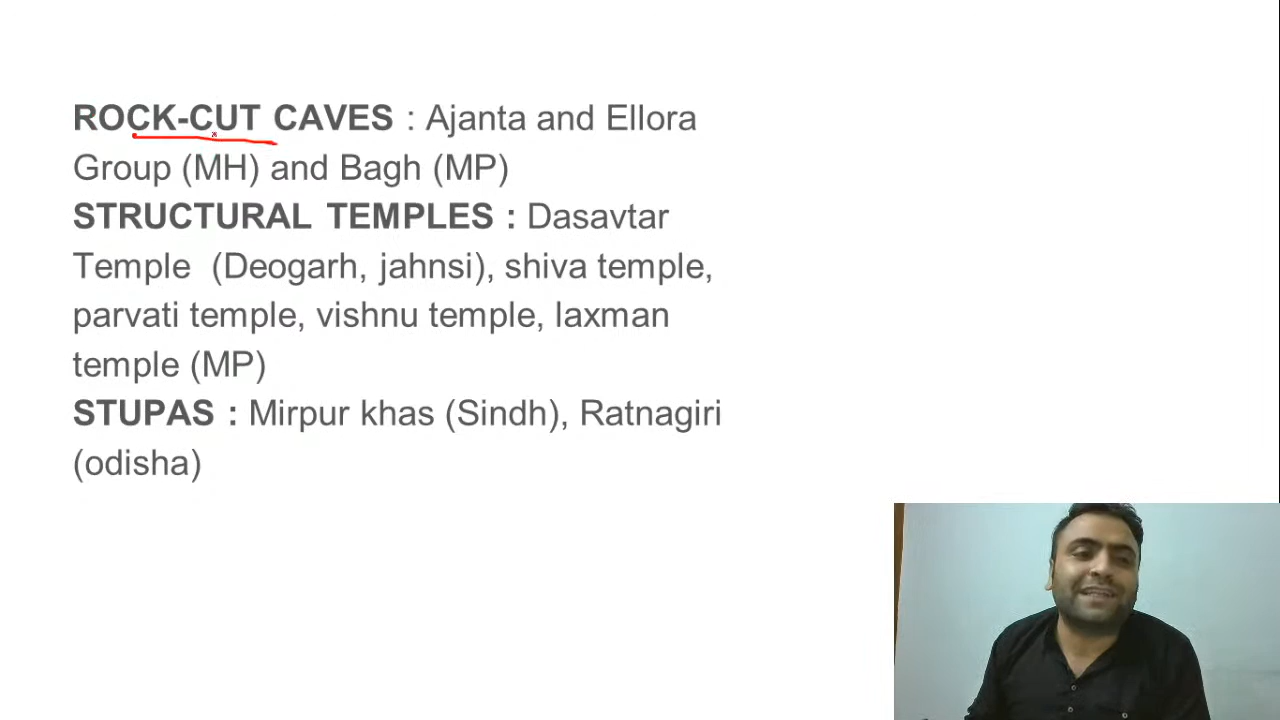 ROCK-CUT CAVES : Ajanta and Ellora
Group (MH) and Bagh (MP)
STRUCTURAL TEMPLES : Dasavtar
Temple (Deogarh, jahnsi), shiva temple,
parvati temple, vishnu temple, laxman
temple (MP)
STUPAS : Mirpur khas (Sindh), Ratnagiri
(odisha)